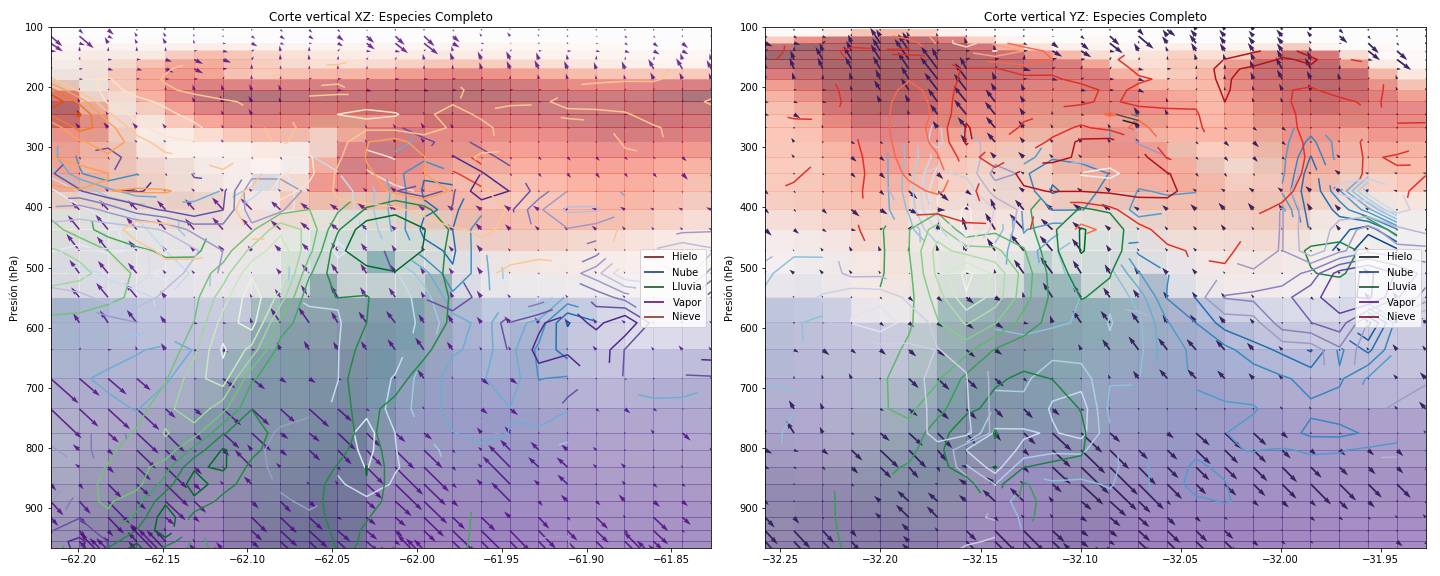 Corte vertical XZ: Especies Completo
100
200
300
400
500
600
700
800
900
Presión (hPa)
Hielo
Nube
Lluvia
Vapor
Nieve
−62.20
−62.15
−62.10
−62.05
−62.00
−61.95
−61.90
−61.85
Corte vertical YZ: Especies Completo
100
200
300
400
500
600
700
800
900
Presión (hPa)
Hielo
Nube
Lluvia
Vapor
Nieve
−32.25
−32.20
−32.15
−32.10
−32.05
−32.00
−31.95